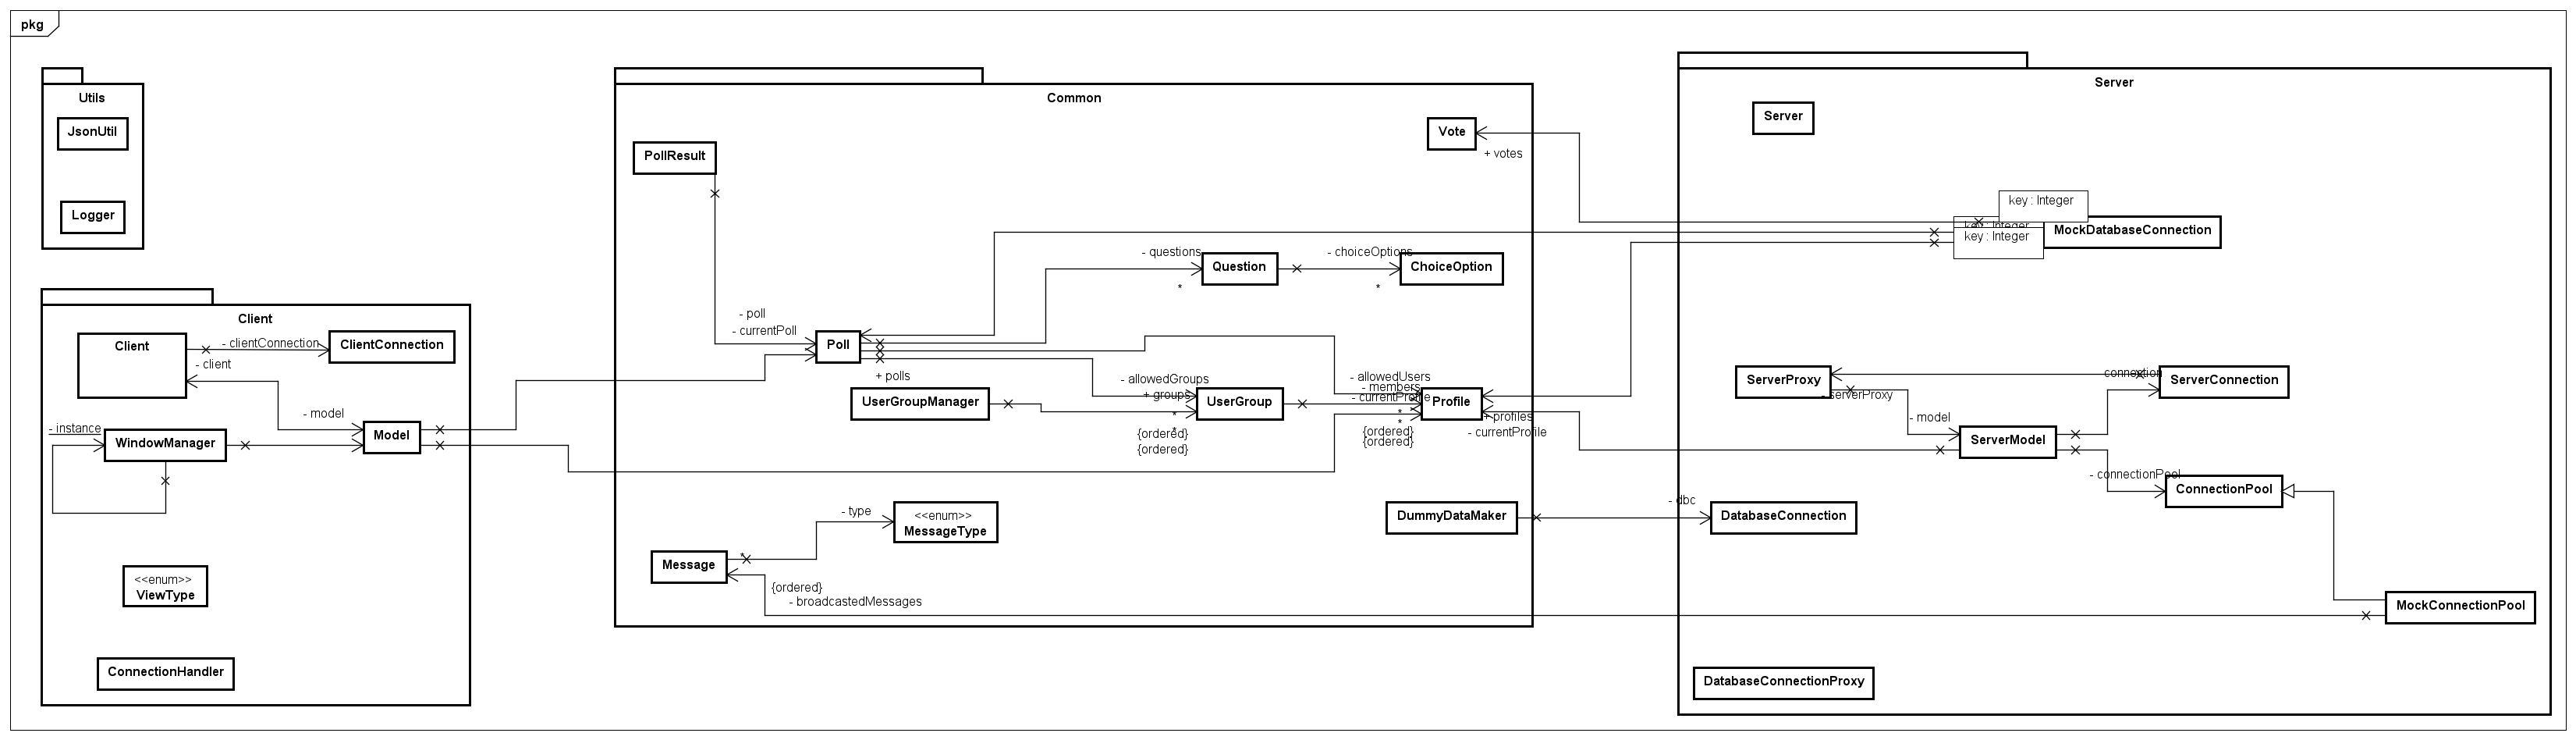 pkg
Utils
JsonUtil
Logger
Client
Client
- clientConnection
ClientConnection
- client
- model
- instance
WindowManager
Model
<<enum>>
ViewType
ConnectionHandler
Common
PollResult
Vote
+ votes
- questions
Question
*
- choiceOptions
ChoiceOption
*
- poll
- currentPoll
Poll
+ polls
- allowedGroups
+ groups
UserGroupManager
UserGroup
*
*
{ordered}
{ordered}
- allowedUsers
- members
- currentProfile
Profile
*
*
{ordered}
{ordered}
+ profiles
- currentProfile
- type
<<enum>>
MessageType
*
Message
{ordered}
- broadcastedMessages
DummyDataMaker
- dbc
Server
Server
key : Integer
key : Integer
key : Integer
MockDatabaseConnection
ServerProxy
- serverProxy
connection
ServerConnection
- model
ServerModel
- connectionPool
ConnectionPool
DatabaseConnection
MockConnectionPool
DatabaseConnectionProxy